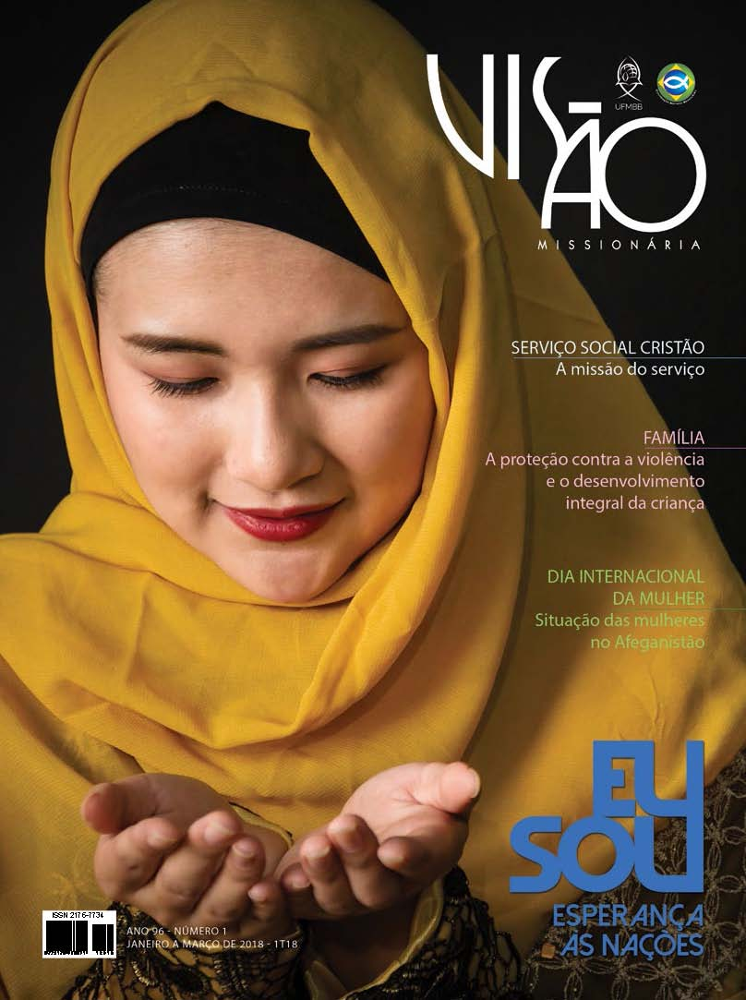 VISÃO
UFMBB
MISSIONÁRIA
SERVIÇO SOCIAL CRISTÃO
A missão do serviço
FAMÍLIA
A proteção contra a violência
e o desenvolvimento
integral da criança
DIA INTERNACIONAL
DA MULHER
Situação das mulheres
no Afeganistão
EU
SOU
ESPERANÇA
ÀS NAÇÕES
ISSN 2176-7734
ANO 96 - NÚMERO 1
JANEIRO A MARÇO DE 2018 - 1T18